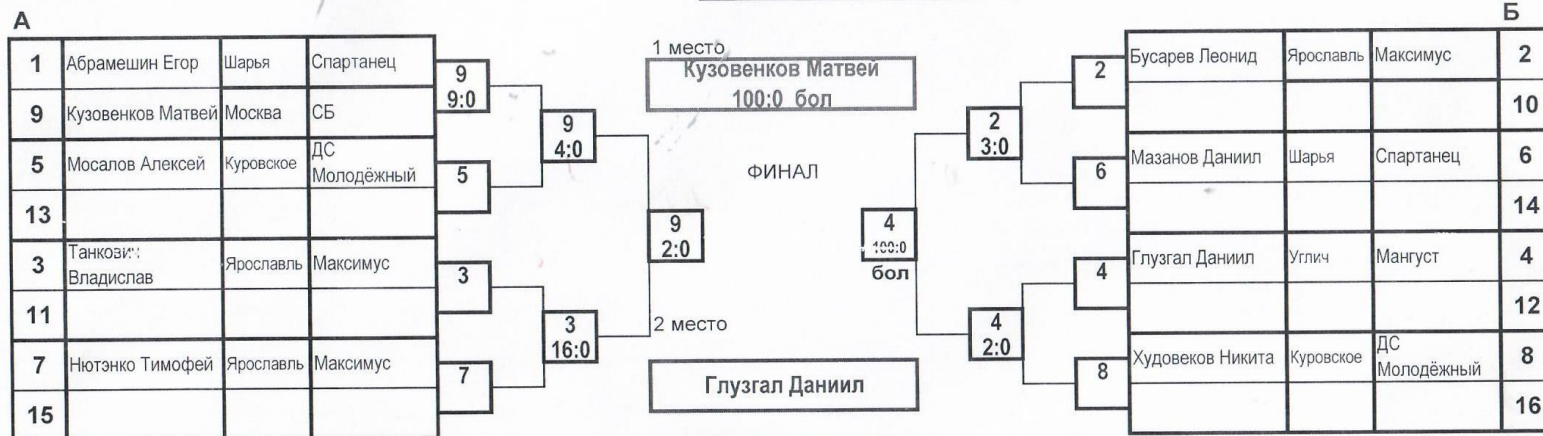 А
Б
1 Абрамешин Егор Шарья Спартанец
9 Кузовенков Матвей Москва СБ
5 Мосалов Алексей Куровское ДС Молодёжный
13
3 Владислав Ярославль Максимус
11
7 Нютэнко Тимофей Ярославль Максимус
15
9
9:0
5
3
7
9
4:0
3
16:0
9
2:0
1 место
Кузовенков Матвей
100:0 бол
ФИНАЛ
2 место
Глузгал Даниил
4
100:0
бол
2
3:0
4
2:0
2
6
4
8
Бусарев Леонид Ярославль Максимус 2
10
Мазанов Даниил Шарья Спартанец 6
14
Глузгал Даниил Углич Мангуст 4
12
Худовеков Никита Куровское ДС Молодёжный 8
16